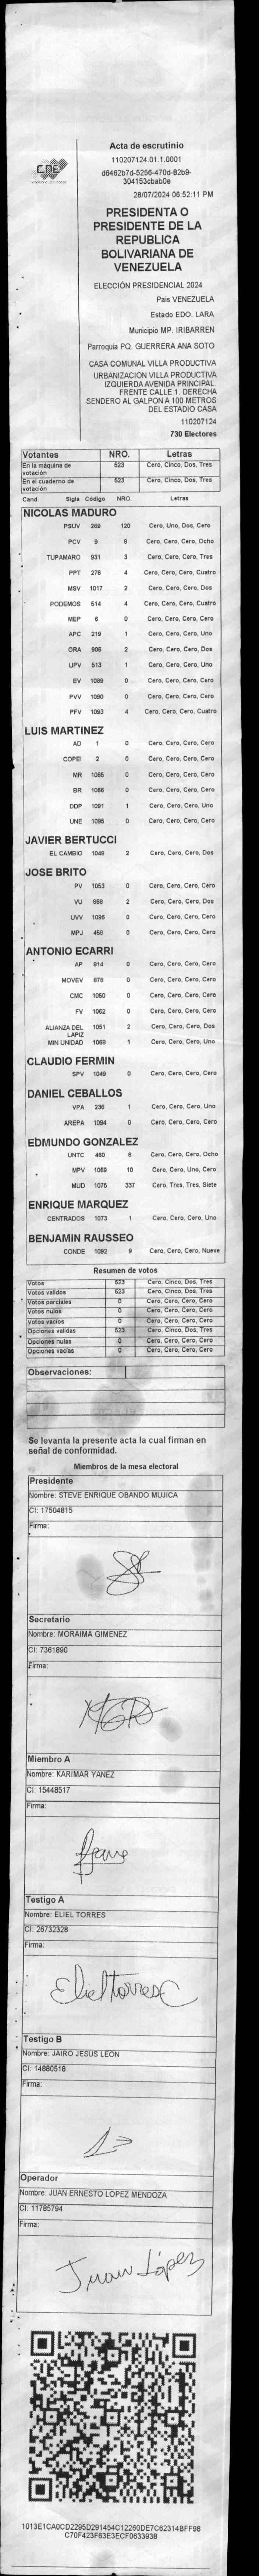 CNE
Acta de escrutinio
110207124.01.1.0001
d6462b7d-5256-470d-82b9-
304153cbab0e
28/07/2024 06:52:11 PM
PRESIDENTA O
PRESIDENTE DE LA
REPUBLICA
BOLIVARIANA DE
VENEZUELA
ELECCIÓN PRESIDENCIAL 2024
Pais VENEZUELA
Estado EDO. LARA
Municipio MP. IRIBARREN
Parroquia PQ. GUERRERA ANA SOTO
CASA COMUNAL VILLA PRODUCTIVA
URBANIZACION VILLA PRODUCTIVA
IZQUIERDA AVENIDA PRINCIPAL.
FRENTE CALLE 1. DERECHA
SENDERO AL GALPON A 100 METROS
DEL ESTADIO CASA
110207124
730 Electores
Votantes NRO. Letras
En la máquina de votación 523 Cero, Cinco, Dos, Tres
En el cuaderno de votación 523 Cero, Cinco, Dos, Tres
Cand. Sigla Código NRO. Letras
NICOLAS MADURO
PSUV 269 120 Cero, Uno, Dos, Cero
PCV 9 8 Cero, Cero, Cero, Ocho
TUPAMARO 931 3 Cero, Cero, Cero, Tres
PPT 275 4 Cero, Cero, Cero, Cuatro
MSV 1017 2 Cero, Cero, Cero, Dos
PODEMOS 514 4 Cero, Cero, Cero, Cuatro
MEP 6 0 Cero, Cero, Cero, Cero
APC 219 1 Cero, Cero, Cero, Uno
ORA 906 2 Cero, Cero, Cero, Dos
UPV 513 1 Cero, Cero, Cero, Uno
EV 1089 0 Cero, Cero, Cero, Cero
PVV 1090 0 Cero, Cero, Cero, Cero
PFV 1093 4 Cero, Cero, Cero, Cuatro
LUIS MARTINEZ
AD 1 0 Cero, Cero, Cero, Cero
COPEI 2 0 Cero, Cero, Cero, Cero
MR 1065 0 Cero, Cero, Cero, Cero
BR 1066 0 Cero, Cero, Cero, Cero
DDP 1091 1 Cero, Cero, Cero, Uno
UNE 1095 0 Cero, Cero, Cero, Cero
JAVIER BERTUCCI
EL CAMBIO 1048 2 Cero, Cero, Cero, Dos
JOSE BRITO
PV 1053 0 Cero, Cero, Cero, Cero
VU 868 2 Cero, Cero, Cero, Dos
UVV 1096 0 Cero, Cero, Cero, Cero
MPJ 458 0 Cero, Cero, Cero, Cero
ANTONIO ECARRI
AP 814 0 Cero, Cero, Cero, Cero
MOVEV 879 0 Cero, Cero, Cero, Cero
CMC 1050 0 Cero, Cero, Cero, Cero
FV 1062 0 Cero, Cero, Cero, Cero
ALIANZA DEL LAPIZ 1051 2 Cero, Cero, Cero, Dos
MIN UNIDAD 1068 1 Cero, Cero, Cero, Uno
CLAUDIO FERMIN
SPV 1049 0 Cero, Cero, Cero, Cero
DANIEL CEBALLOS
VPA 236 1 Cero, Cero, Cero, Uno
AREPA 1094 0 Cero, Cero, Cero, Cero
EDMUNDO GONZALEZ
UNTC 460 8 Cero, Cero, Cero, Ocho
MPV 1069 10 Cero, Cero, Uno, Cero
MUD 1075 337 Cero, Tres, Tres, Siete
ENRIQUE MARQUEZ
CENTRADOS 1073 1 Cero, Cero, Cero, Uno
BENJAMIN RAUSSEO
CONDE 1092 9 Cero, Cero, Cero, Nueve
Resumen de votos
Votos 523 Cero, Cinco, Dos, Tres
Votos validos 523 Cero, Cinco, Dos, Tres
Votos parciales 0 Cero, Cero, Cero, Cero
Votos nulos 0 Cero, Cero, Cero, Cero
Votos vacios 0 Cero, Cero, Cero, Cero
Opciones validas 523 Cero, Cinco, Dos, Tres
Opciones nulas 0 Cero, Cero, Cero, Cero
Opciones vacias 0 Cero, Cero, Cero, Cero
Observaciones:
Se levanta la presente acta la cual firman en
señal de conformidad.
Miembros de la mesa electoral
Presidente
Nombre: STEVE ENRIQUE OBANDO MUJICA
CI: 17504815
Firma:
Secretario
Nombre: MORAIMA GIMENEZ
CI: 7361890
Firma:
Miembro A
Nombre: KARIMAR YANEZ
CI: 15448517
Firma:
Testigo A
Nombre: ELIEL TORRES
CI: 26732328
Firma:
Eliel torres C
Testigo B
Nombre: JAIRO JESUS LEON
CI: 14880518
Firma:
Operador
Nombre: JUAN ERNESTO LOPEZ MENDOZA
CI: 11785794
Firma:
Juan López
1013E1CA0CD2295D291454C12260DE7C62314BFF98
C70F423F63E3ECF0633938